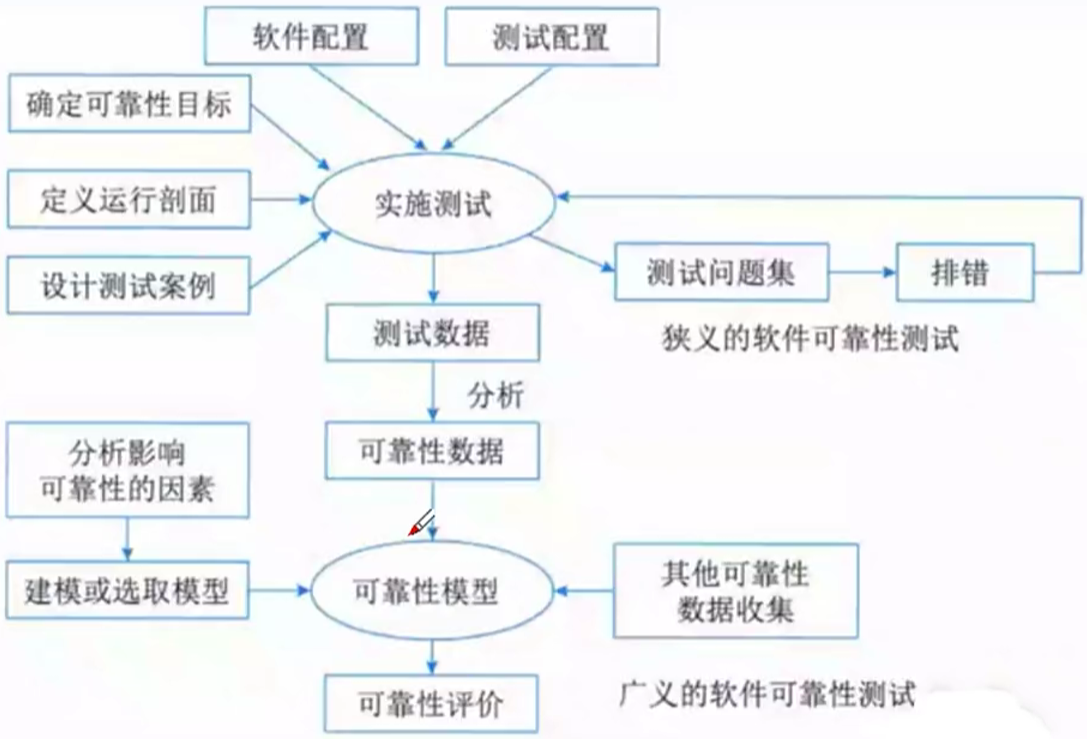 软件配置
测试配置
确定可靠性目标
定义运行剖面
实施测试
设计测试案例
测试问题集
排错
测试数据
狭义的软件可靠性测试
分析
分析影响
可靠性的因素
可靠性数据
建模或选取模型
可靠性模型
其他可靠性
数据收集
可靠性评价
广义的软件可靠性测试